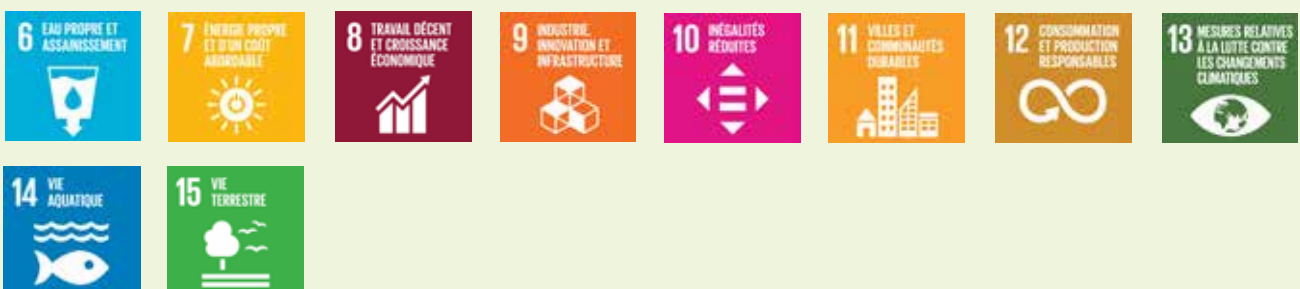 6 EAU PROPRE ET
ASSAINISSEMENT
7 ÉNERGIE PROPRE
ET D'UN COÛT
ABORDABLE
8 TRAVAIL DÉCENT
ET CROISSANCE
ÉCONOMIQUE
9 INDUSTRIE,
INNOVATION ET
INFRASTRUCTURE
10 INÉGALITÉS
RÉDUITES
11 VILLES ET
COMMUNAUTÉS
DURABLES
12 CONSOMMATION
ET PRODUCTION
RESPONSABLES
13 MESURES RELATIVES
À LA LUTTE CONTRE
LES CHANGEMENTS
CLIMATIQUES
14 VIE
AQUATIQUE
15 VIE
TERRESTRE